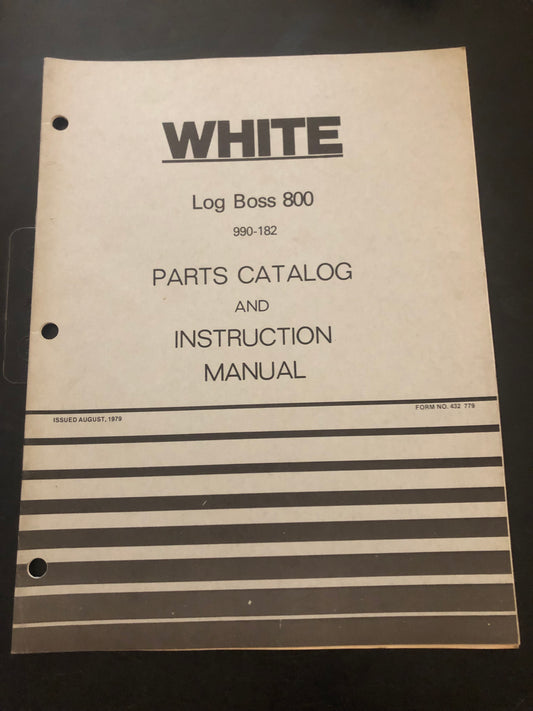 WHITE
Log Boss 800
990-182
PARTS CATALOG
AND
INSTRUCTION
MANUAL
ISSUED AUGUST, 1979
FORM NO. 432 779